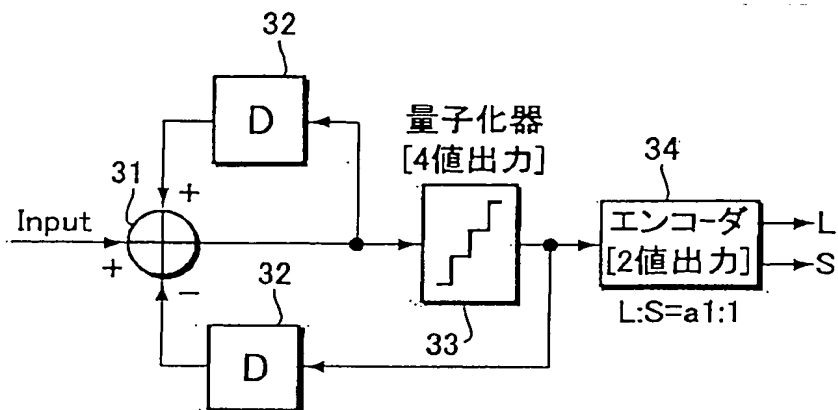 32
D
量子化器
[4値出力]
34
31
+
Input
+
エンコーダ
[2値出力]
L
S
−
32
33
L:S=a1:1
D